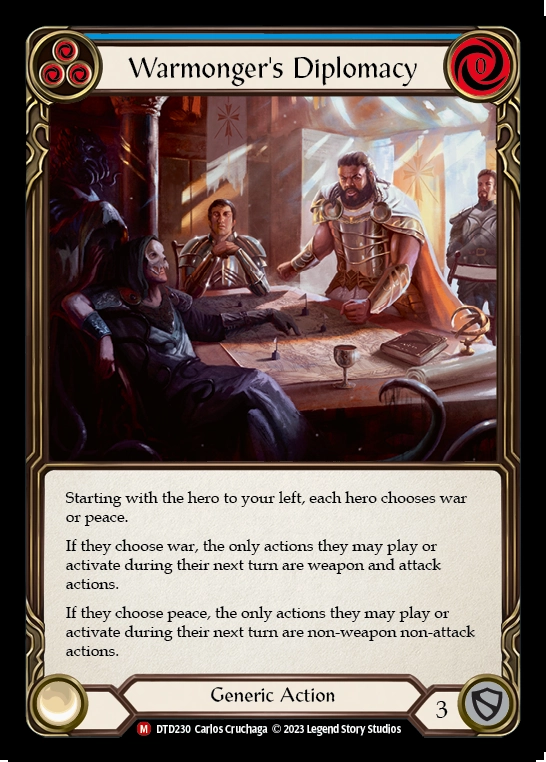 Warmonger's Diplomacy
0
Starting with the hero to your left, each hero chooses war
or peace.
If they choose war, the only actions they may play or
activate during their next turn are weapon and attack
actions.
If they choose peace, the only actions they may play or
activate during their next turn are non-weapon non-attack
actions.
Generic Action
3
M DTD230 Carlos Cruchaga © 2023 Legend Story Studios